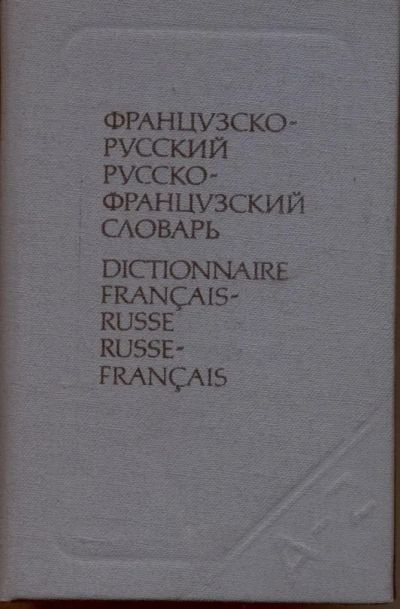 ФРАНЦУЗСКО-
РУССКИЙ
РУССКО-
ФРАНЦУЗСКИЙ
СЛОВАРЬ
DICTIONNAIRE
FRANÇAIS-
RUSSE
RUSSE-
FRANÇAIS
A-Z